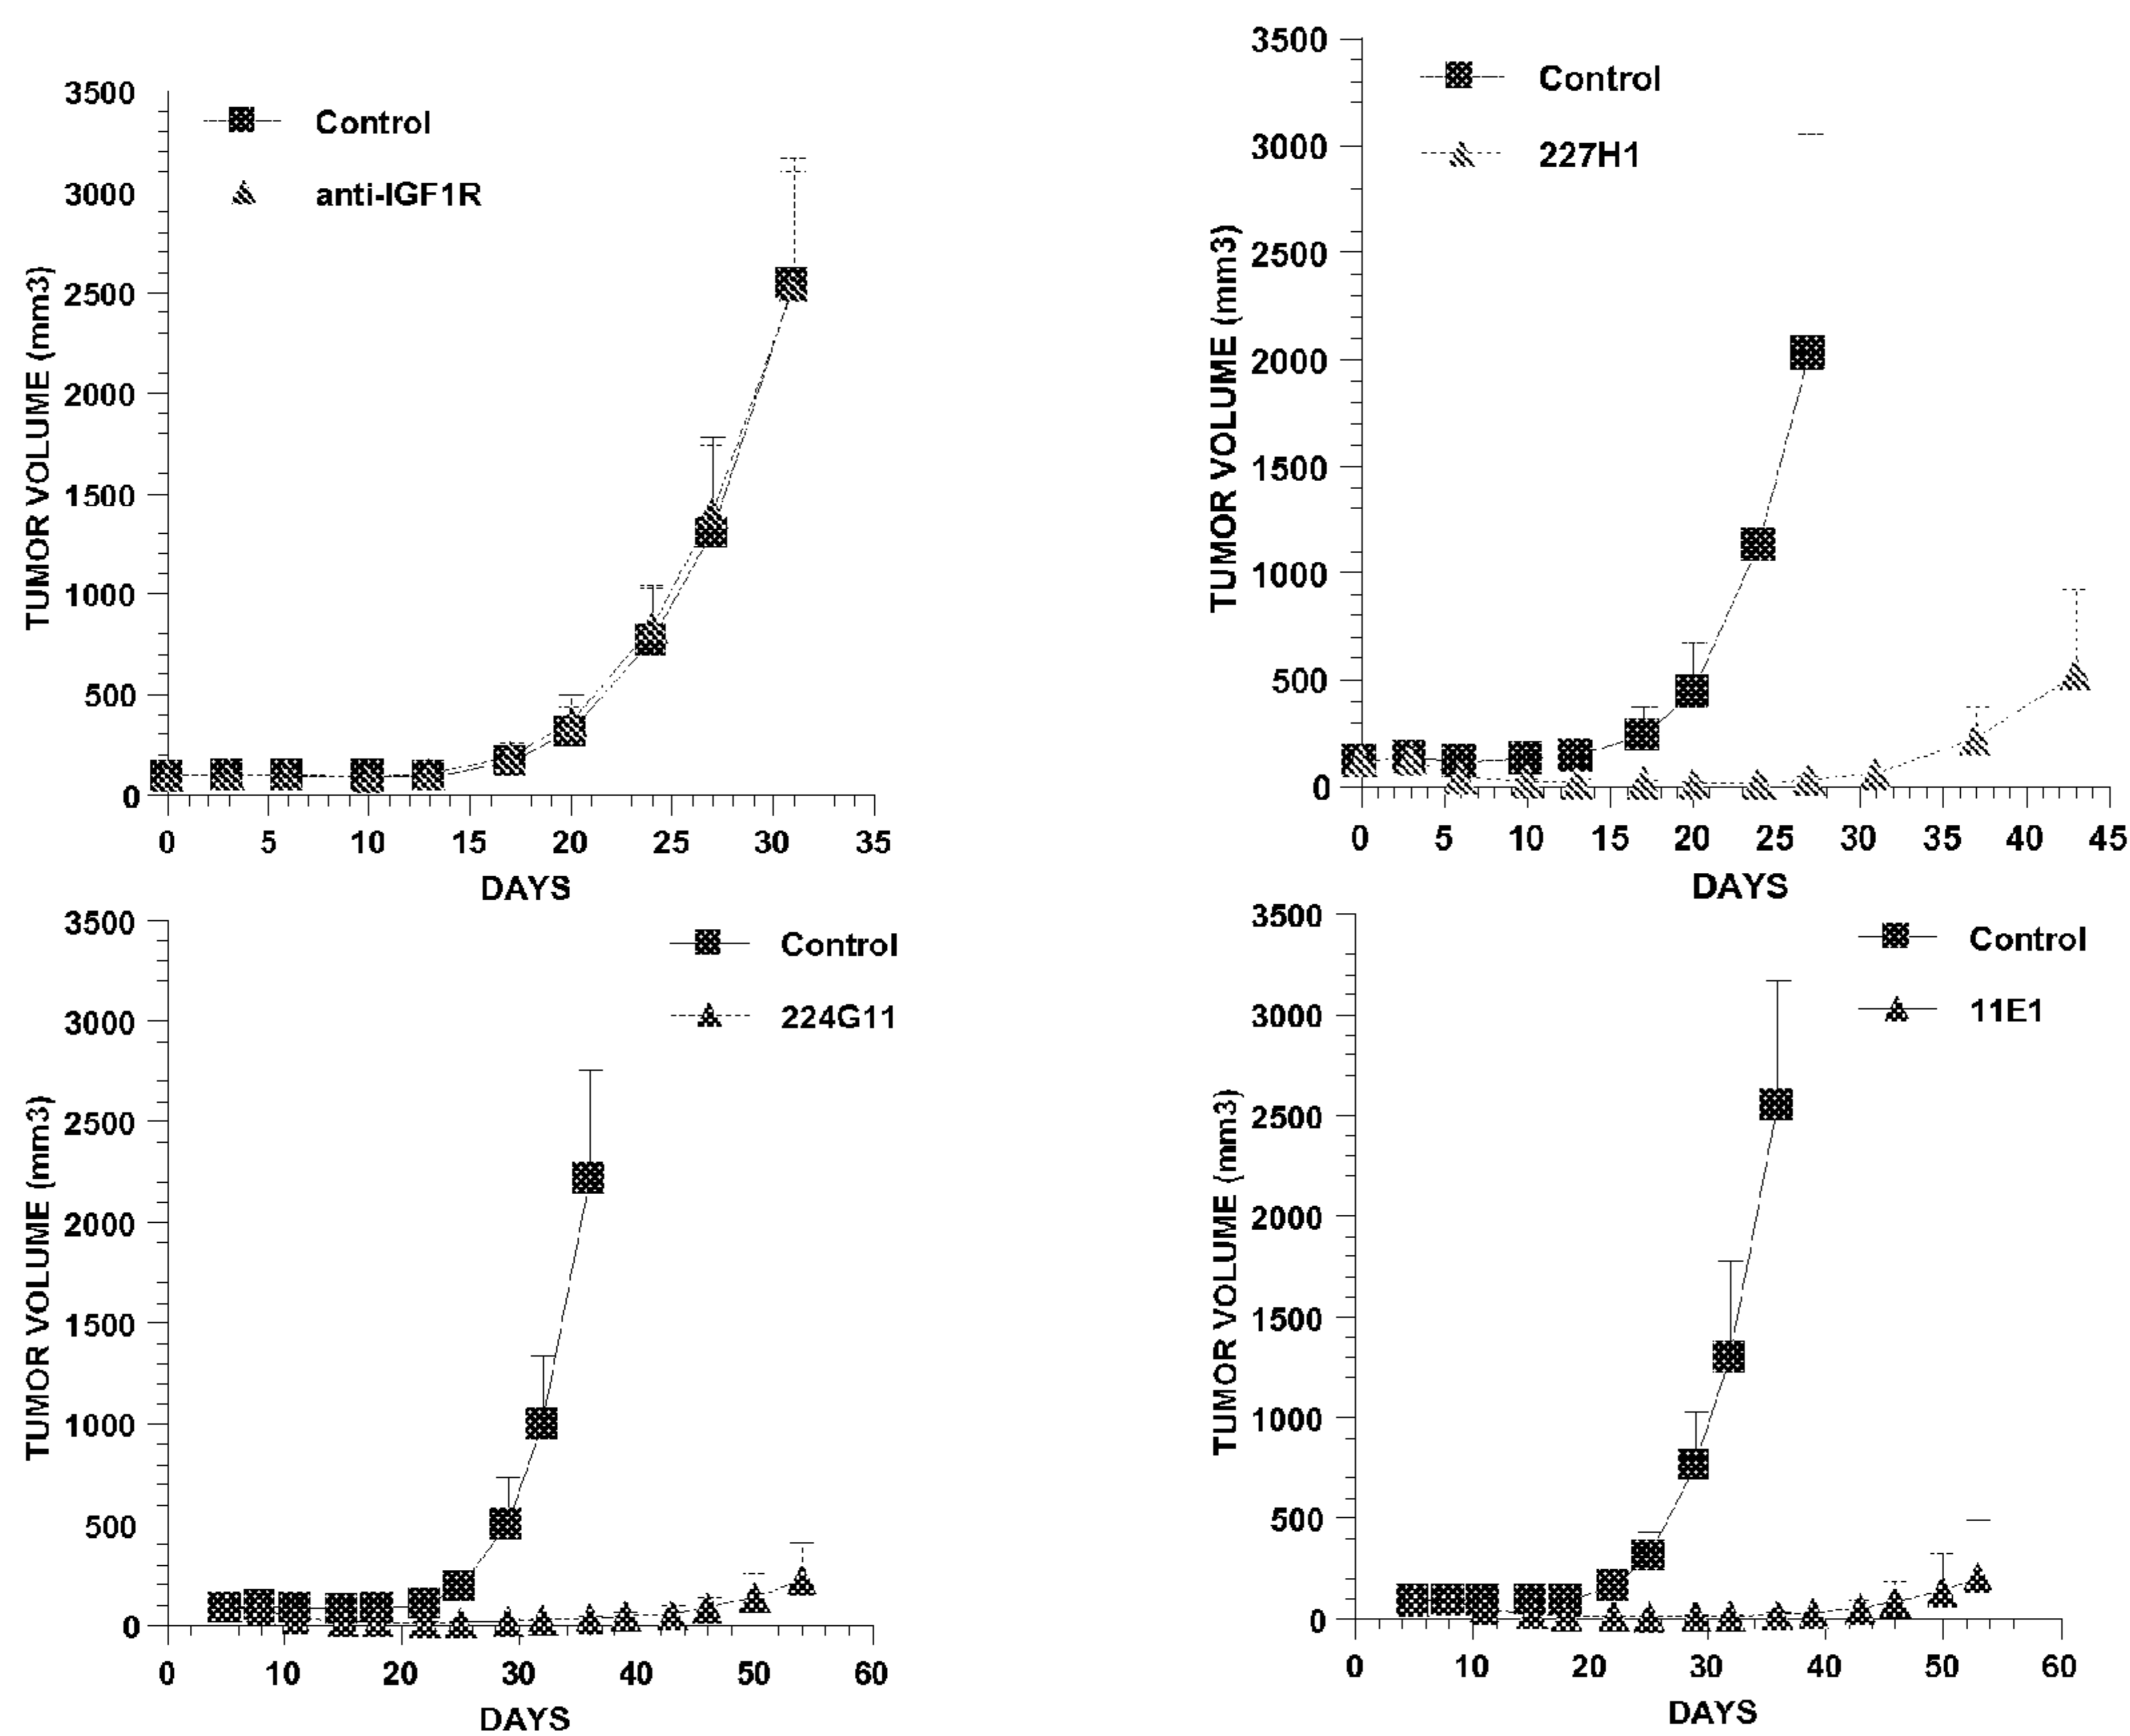 3500
3000
2500
2000
1500
1000
500
0
TUMOR VOLUME (mm3)
Control
anti-IGF1R
0 5 10 15 20 25 30 35
DAYS
3500
3000
2500
2000
1500
1000
500
0
TUMOR VOLUME (mm3)
Control
227H1
0 5 10 15 20 25 30 35 40 45
DAYS
3500
3000
2500
2000
1500
1000
500
0
TUMOR VOLUME (mm3)
Control
224G11
0 10 20 30 40 50 60
DAYS
3500
3000
2500
2000
1500
1000
500
0
TUMOR VOLUME (mm3)
Control
11E1
0 10 20 30 40 50 60
DAYS